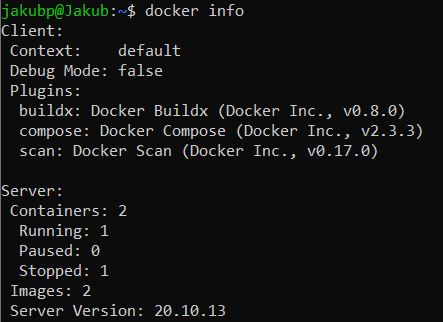 jakubp@Jakub:~$ docker info
Client:
 Context:    default
 Debug Mode: false
 Plugins:
  buildx: Docker Buildx (Docker Inc., v0.8.0)
  compose: Docker Compose (Docker Inc., v2.3.3)
  scan: Docker Scan (Docker Inc., v0.17.0)

Server:
 Containers: 2
  Running: 1
  Paused: 0
  Stopped: 1
 Images: 2
 Server Version: 20.10.13